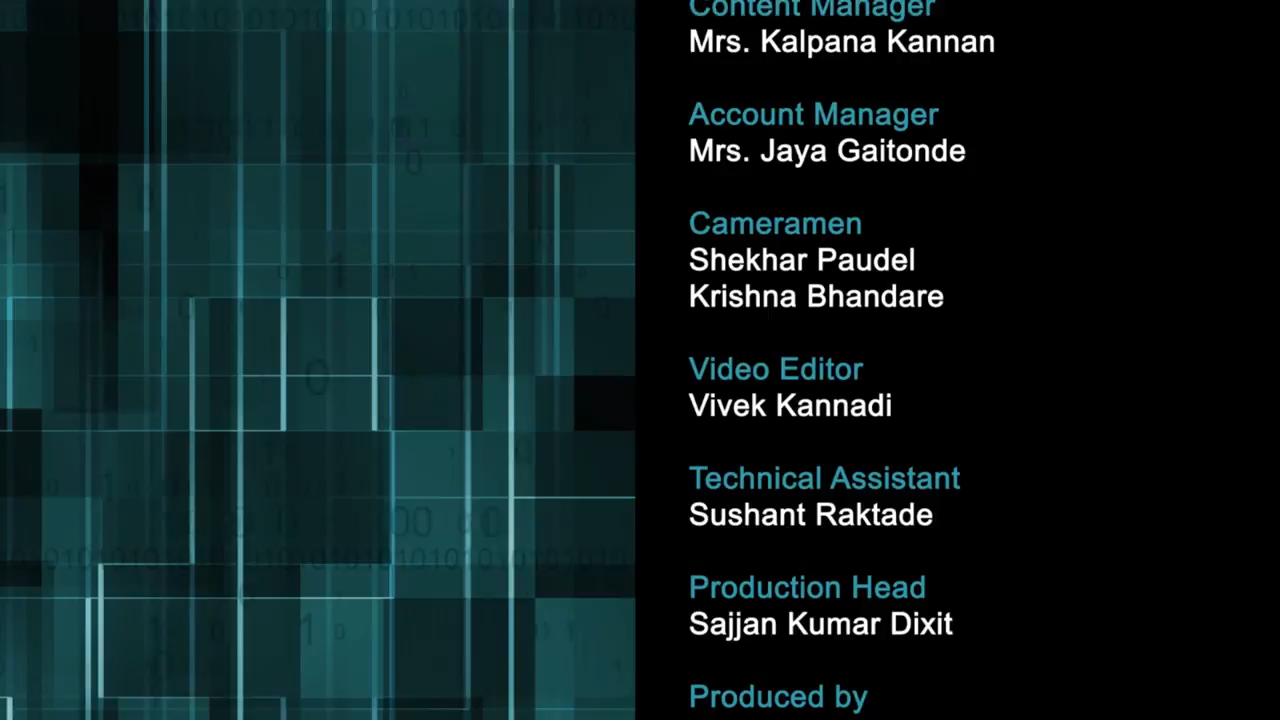 Content Manager
Mrs. Kalpana Kannan
Account Manager
Mrs. Jaya Gaitonde
Cameramen
Shekhar Paudel
Krishna Bhandare
Video Editor
Vivek Kannadi
Technical Assistant
Sushant Raktade
Production Head
Sajjan Kumar Dixit
Produced by